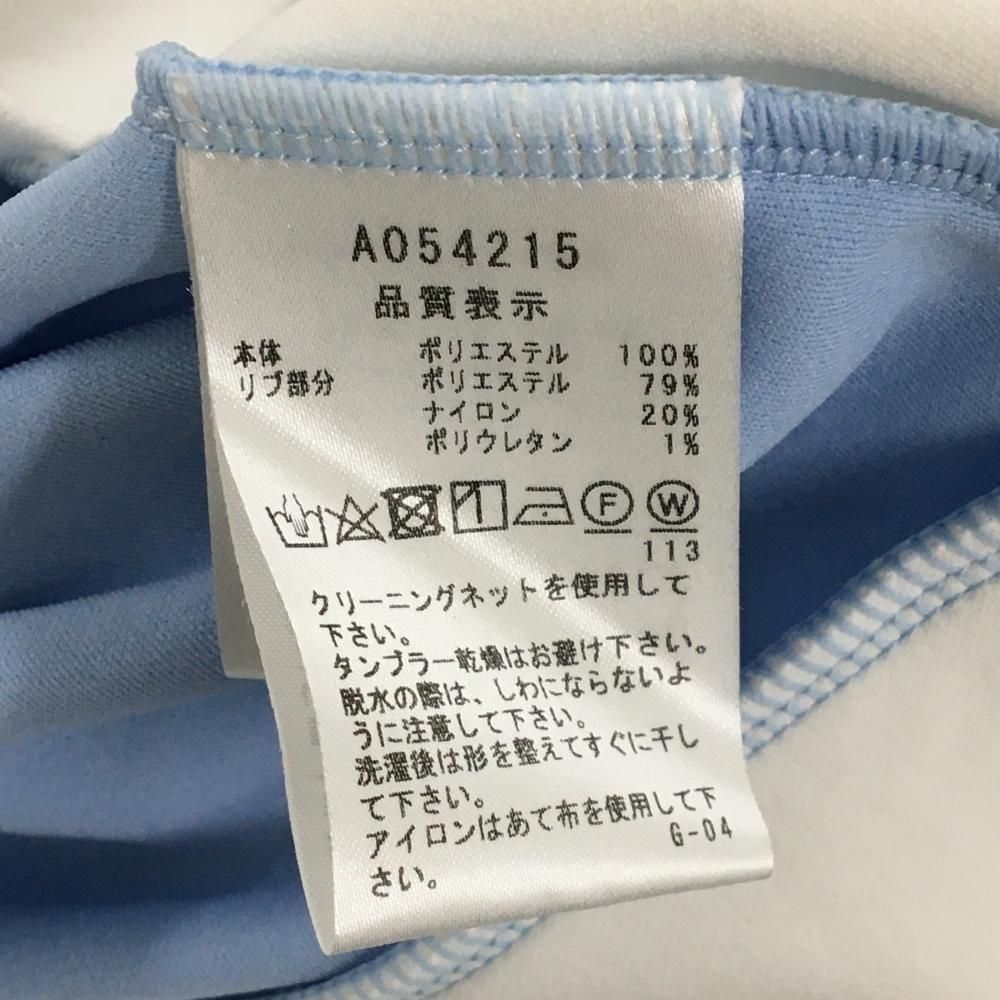 A054215
品質表示
本体 ポリエステル 100%
リブ部分 ポリエステル 79%
ナイロン 20%
ポリウレタン 1%
F W
113
クリーニングネットを使用して
下さい。
タンブラー乾燥はお避け下さい。
脱水の際は、しわにならないよ
うに注意して下さい。
洗濯後は形を整えてすぐに干し
て下さい。
アイロンはあて布を使用して下
さい。
G-04